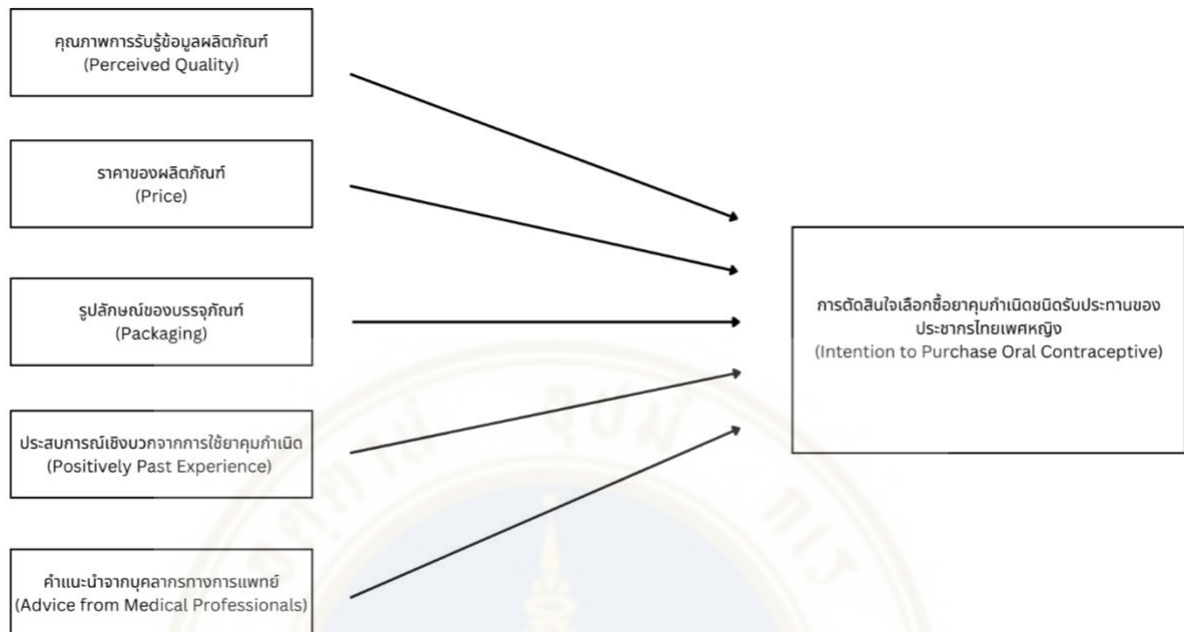 คุณภาพการรับรู้ข้อมูลผลิตภัณฑ์
(Perceived Quality)
ราคาของผลิตภัณฑ์
(Price)
รูปลักษณ์ของบรรจุภัณฑ์
(Packaging)
ประสบการณ์เชิงบวกจากการใช้ยาคุมกำเนิด
(Positively Past Experience)
คำแนะนำจากบุคลากรทางการแพทย์
(Advice from Medical Professionals)
การตัดสินใจเลือกซื้อยาคุมกำเนิดชนิดรับประทานของ
ประชากรไทยเพศหญิง
(Intention to Purchase Oral Contraceptive)